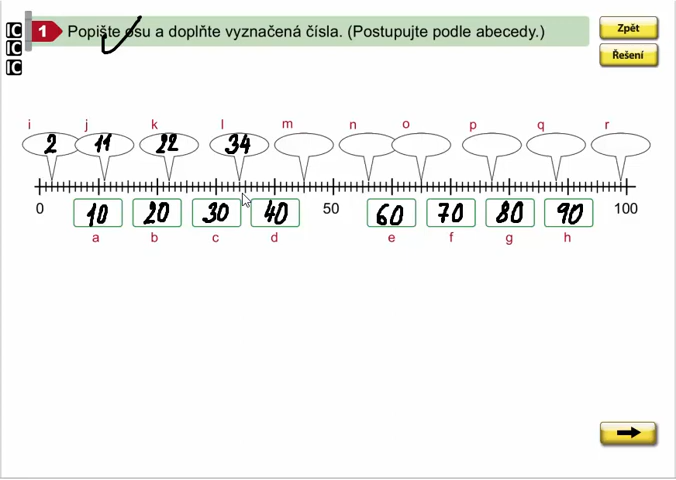 1 Popište osu a doplňte vyznačená čísla. (Postupujte podle abecedy.)
Zpět
Řešení
i j k l m n o p q r
2 11 22 34
0 10 20 30 40 50 60 70 80 90 100
a b c d e f g h